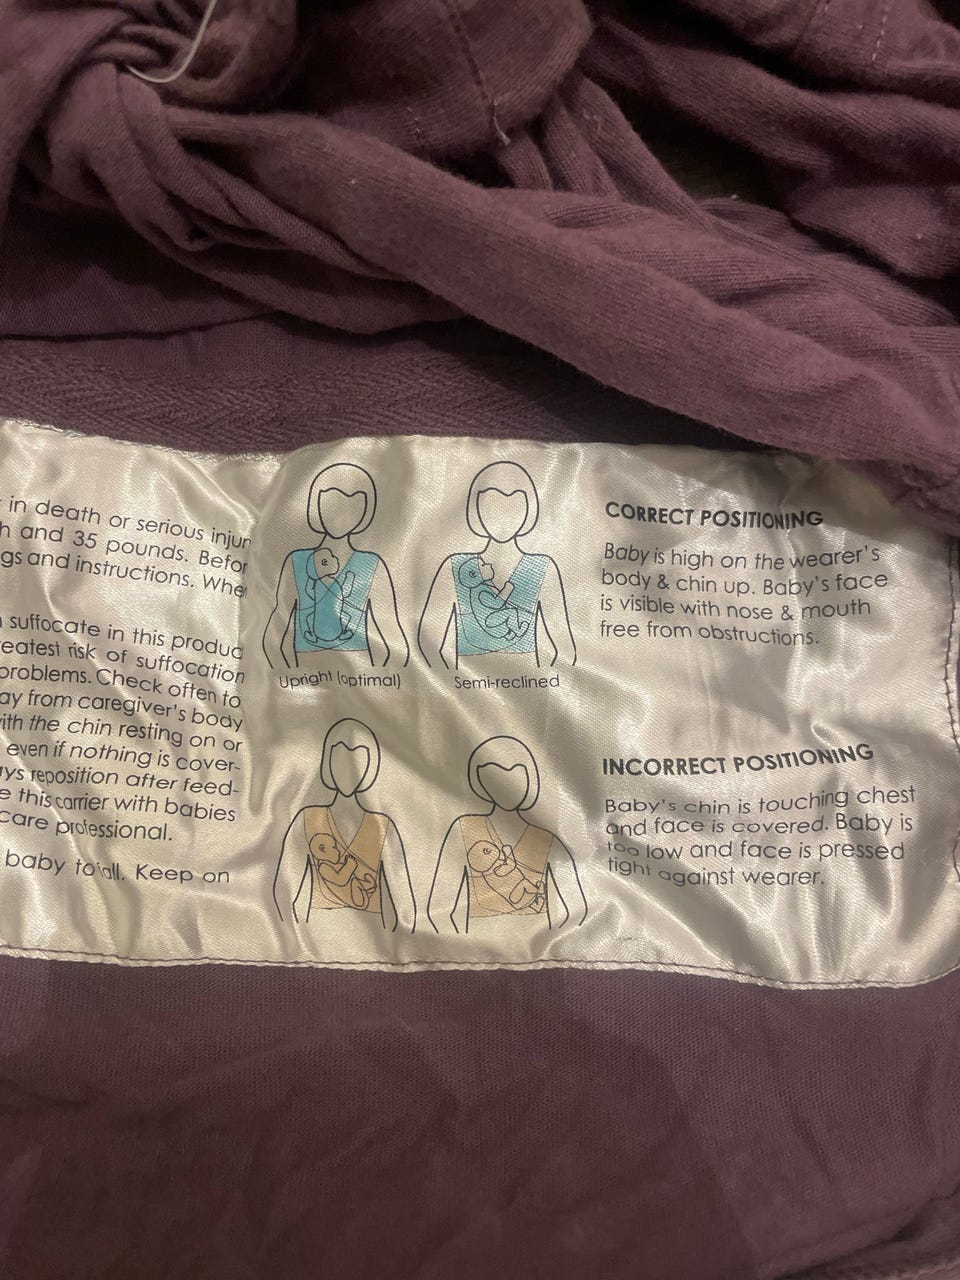 in death or serious injur
and 35 pounds. Befor
gs and instructions. Whe
suffocate in this produc
eatest risk of suffocation
problems. Check often to
ay from caregiver's body
ith the chin resting on or
even if nothing is cover-
ys reposition after feed-
e this carrier with babies
care professional.
baby to fall. Keep on
Upright (optimal)
Semi-reclined
CORRECT POSITIONING
Baby is high on the wearer's
body & chin up. Baby's face
is visible with nose & mouth
free from obstructions.
INCORRECT POSITIONING
Baby's chin is touching chest
and face is covered. Baby is
too low and face is pressed
tight against wearer.